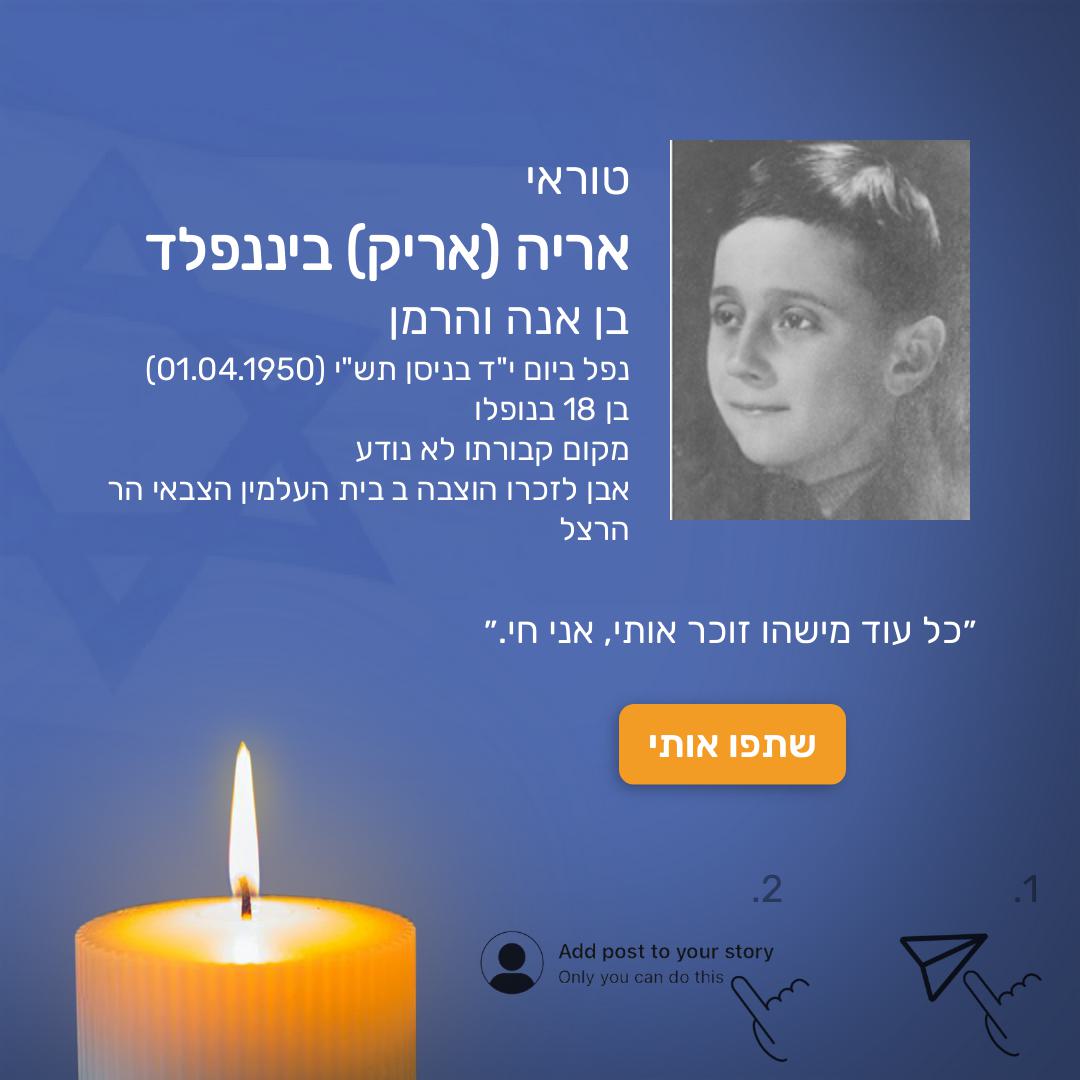 טוראי
אריה (אריק) ביננפלד
בן אנה והרמן
נפל ביום י"ד בניסן תש"י (01.04.1950)
בן 18 בנופלו
מקום קבורתו לא נודע
אבן לזכרו הוצבה ב בית העלמין הצבאי הר
הרצל
״כל עוד מישהו זוכר אותי, אני חי.״
שתפו אותי
1.
2.
Add post to your story
Only you can do this